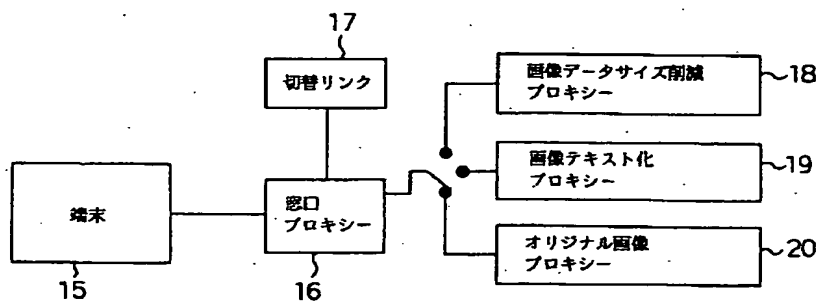 17
切替リンク
画像データサイズ削減
プロキシー
18
画像テキスト化
プロキシー
19
端末
窓口
プロキシー
オリジナル画像
プロキシー
20
15
16